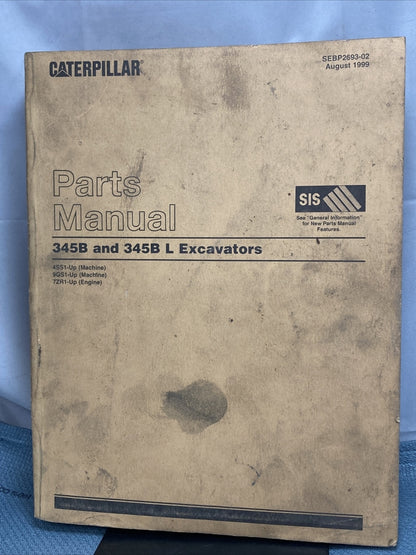 CATERPILLAR®
SEBP2693-02
August 1999
Parts
Manual
SIS
See "General Information"
for New Parts Manual
Features.
345B and 345B L Excavators
4SS1-Up (Machine)
9GS1-Up (Machine)
7ZR1-Up (Engine)